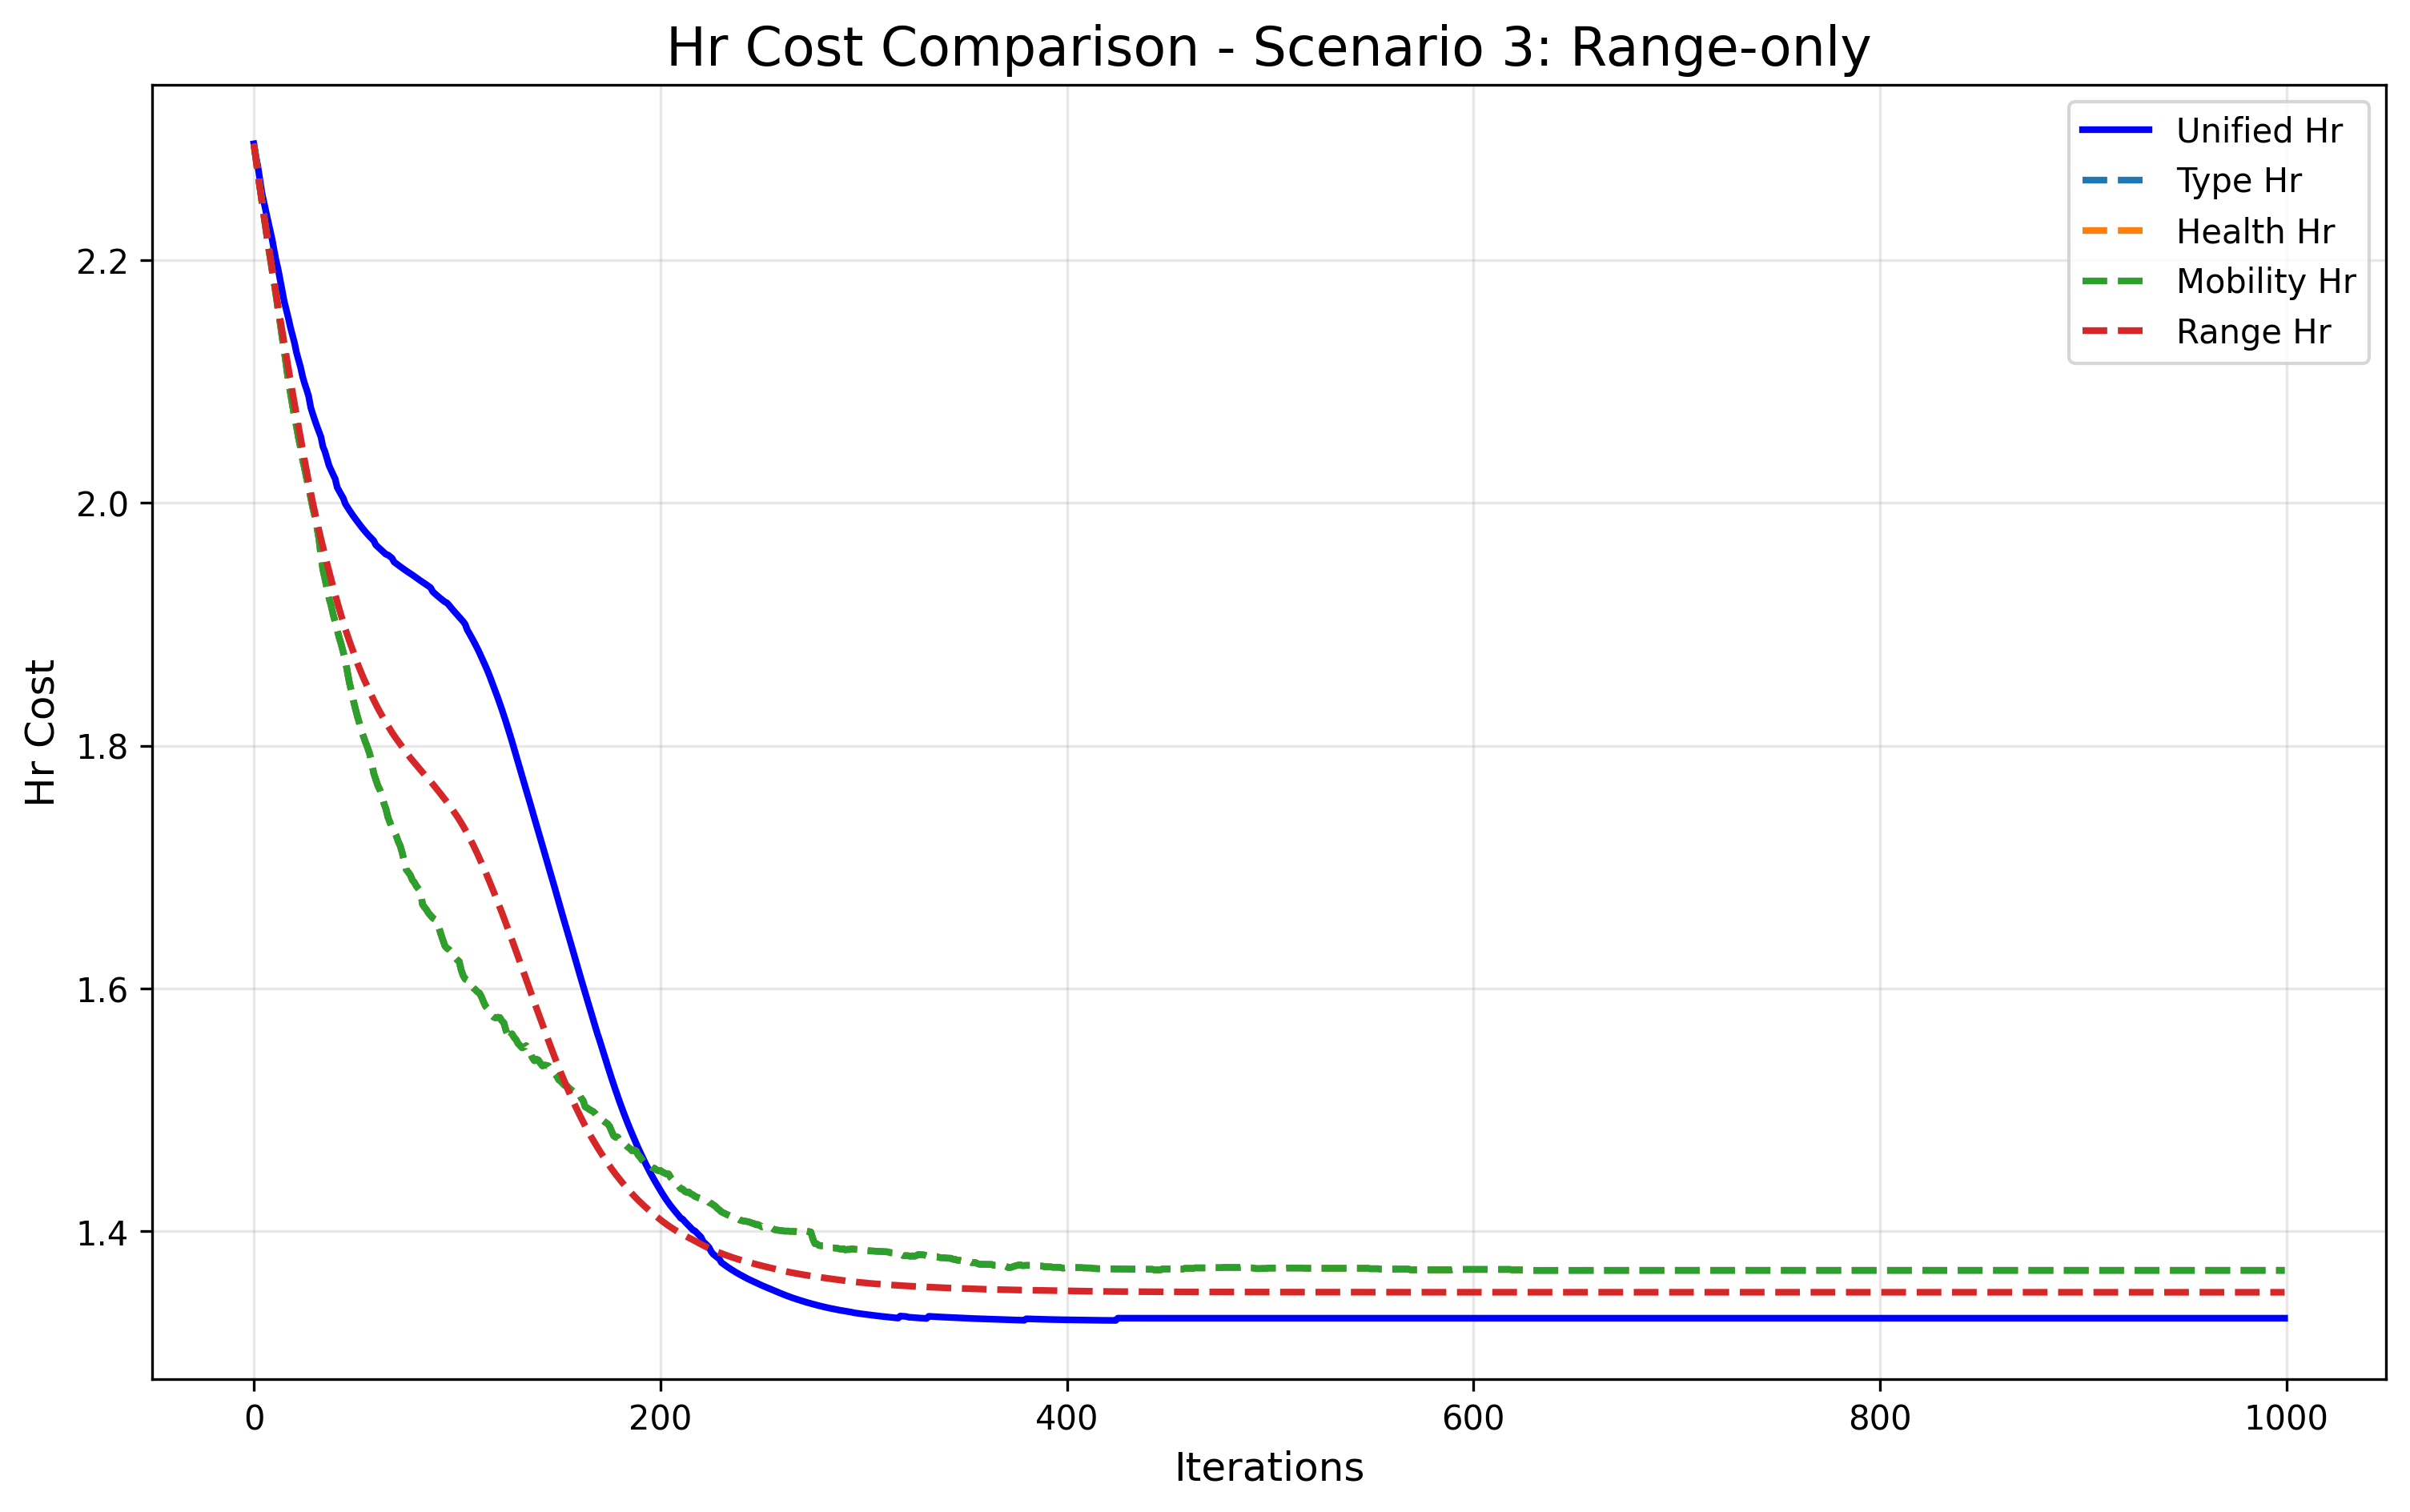 Hr Cost Comparison - Scenario 3: Range-only
Unified Hr
Type Hr
Health Hr
Mobility Hr
Range Hr
Hr Cost
2.2
2.0
1.8
1.6
1.4
0
200
400
600
800
1000
Iterations